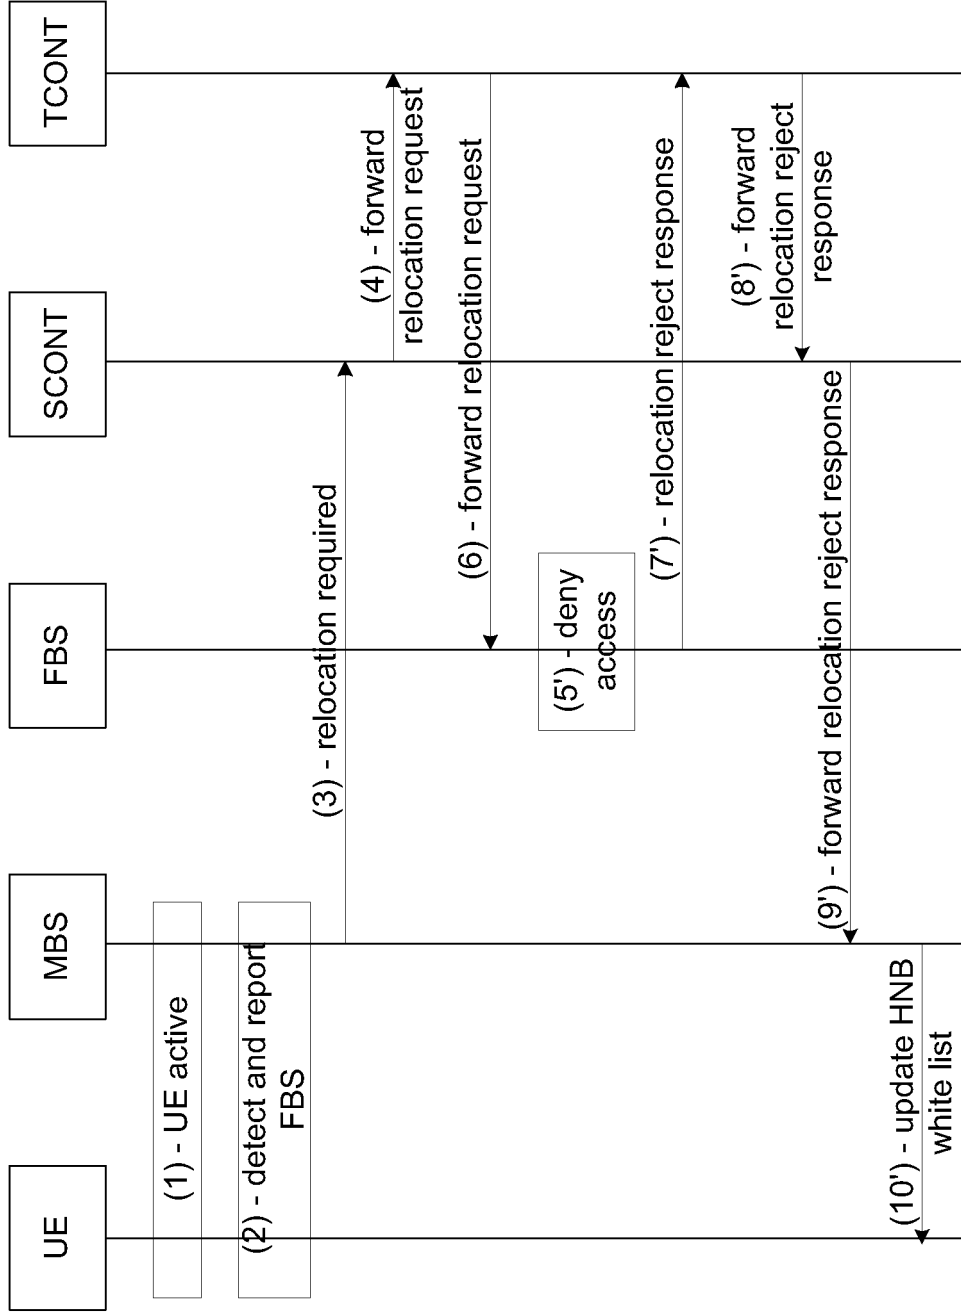 UE
MBS
FBS
SCONT
TCONT
(1) - UE active
(2) - detect and report
FBS
(3) - relocation required
(4) - forward
relocation request
(6) - forward relocation request
(5') - deny
access
(7') - relocation reject response
(8') - forward
relocation reject
response
(9') - forward relocation reject response
(10') - update HNB
white list